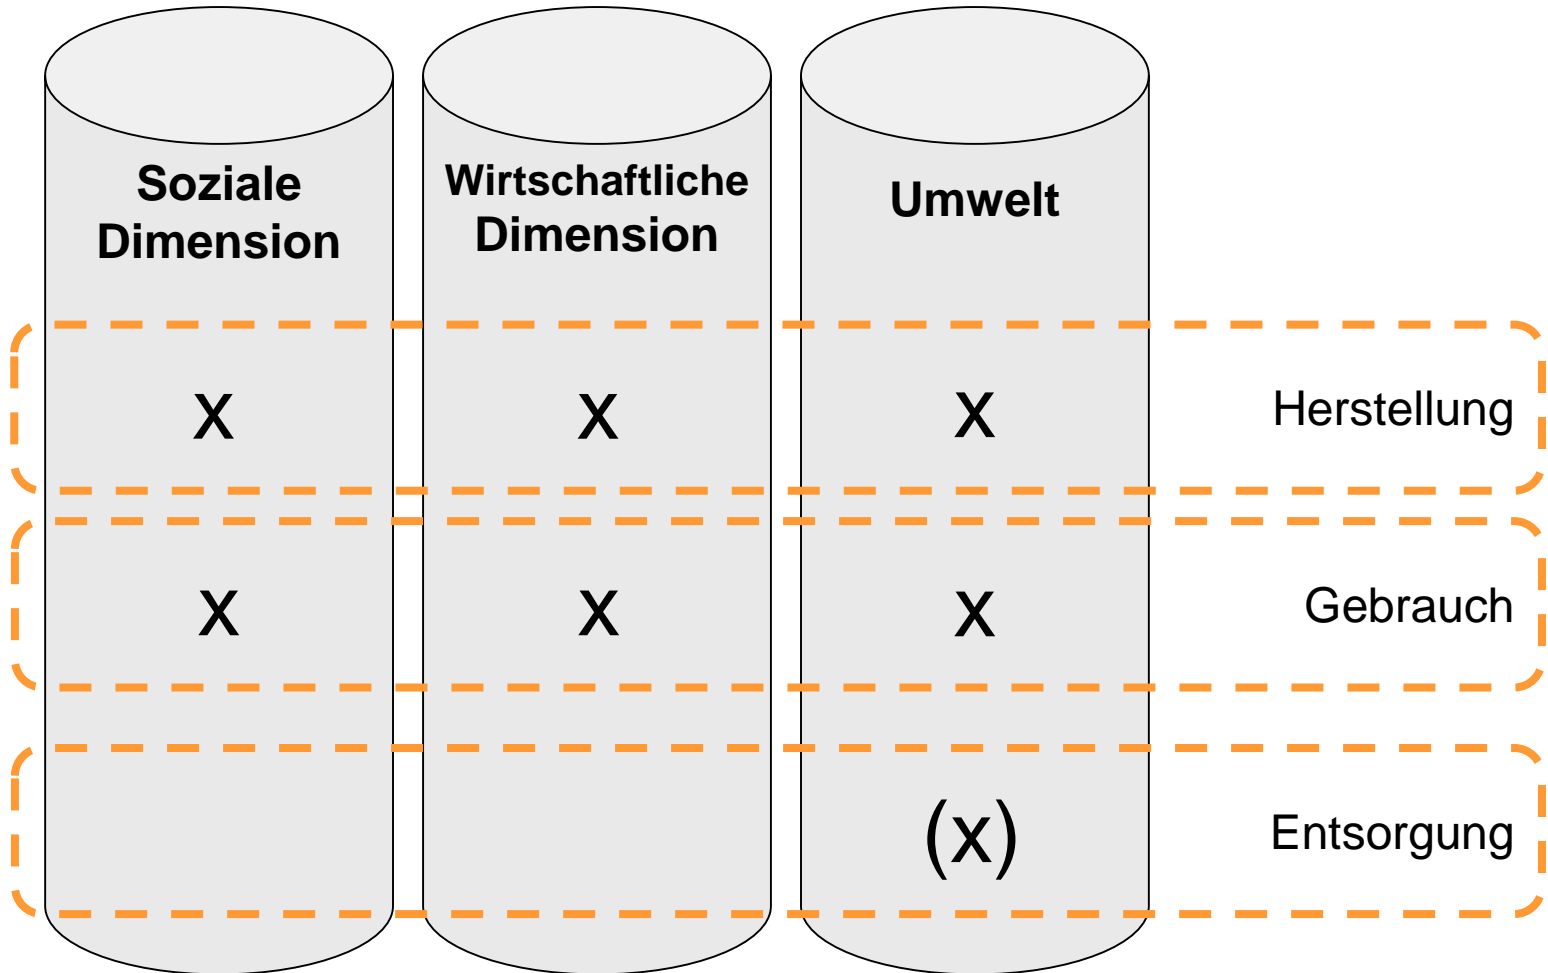 Soziale
Dimension
Wirtschaftliche
Dimension
Umwelt
x x x Herstellung
x x x Gebrauch
(x) Entsorgung